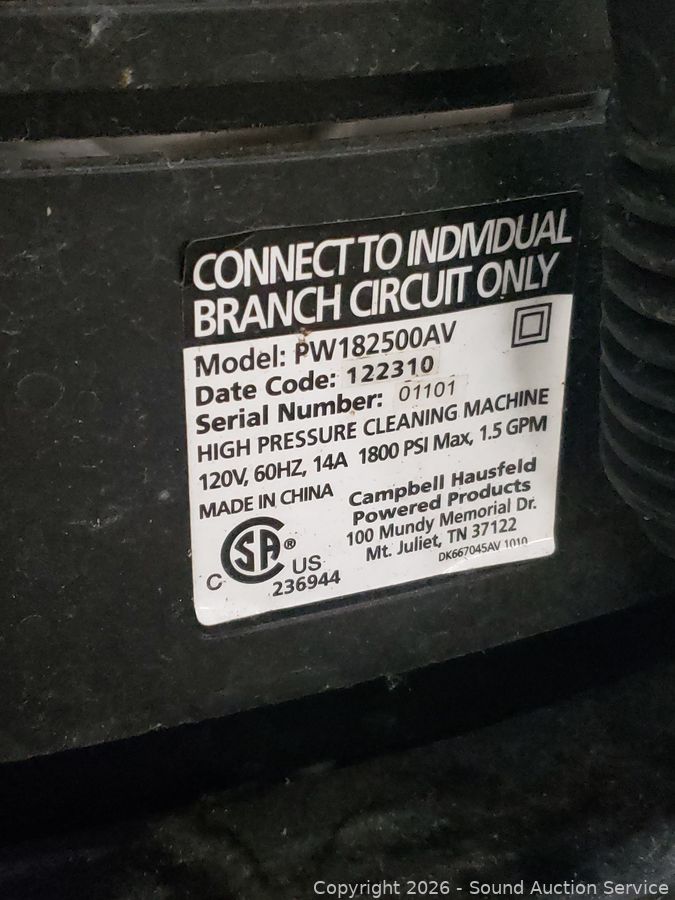 CONNECT TO INDIVIDUAL
BRANCH CIRCUIT ONLY
Model: PW182500AV
Date Code: 122310
Serial Number: 01101
HIGH PRESSURE CLEANING MACHINE
120V, 60HZ, 14A 1800 PSI Max, 1.5 GPM
MADE IN CHINA
Campbell Hausfeld
Powered Products
100 Mundy Memorial Dr.
Mt. Juliet, TN 37122
DK667045AV 1010
C SA® US
236944
Copyright 2026 - Sound Auction Service